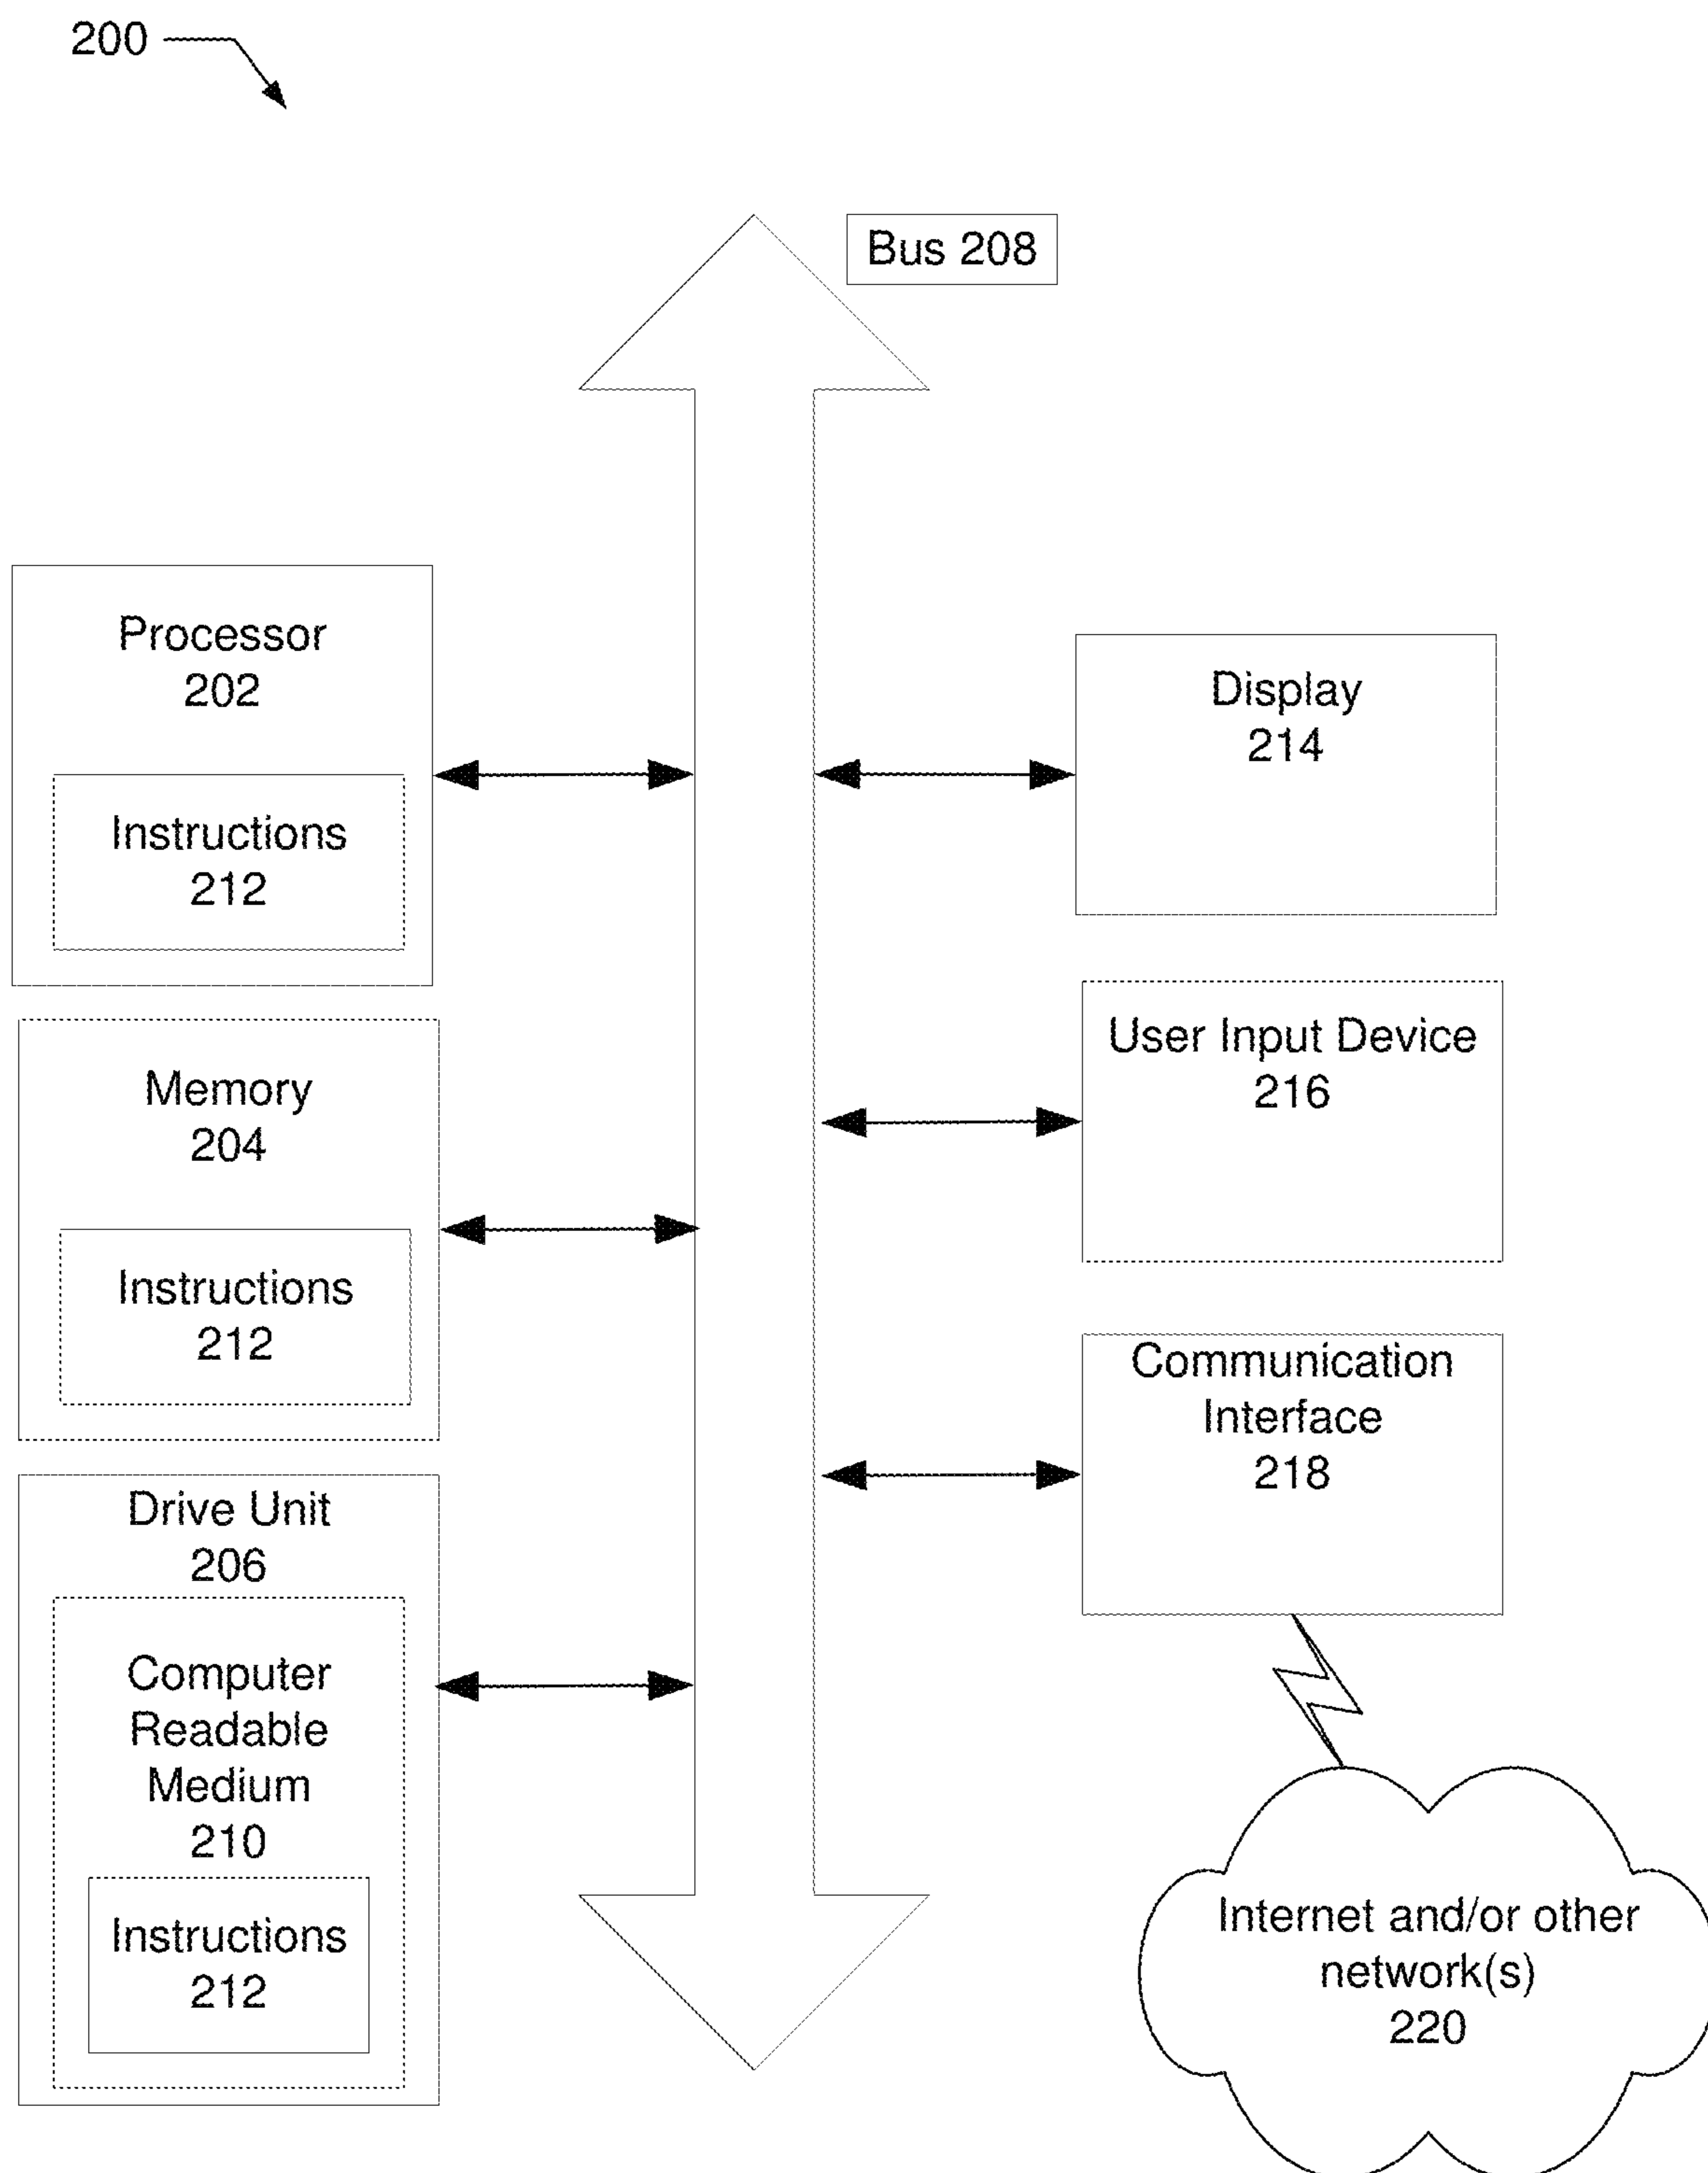 200
Bus 208
Processor
202
Instructions
212
Memory
204
Instructions
212
Drive Unit
206
Computer
Readable
Medium
210
Instructions
212
Display
214
User Input Device
216
Communication
Interface
218
Internet and/or other
network(s)
220